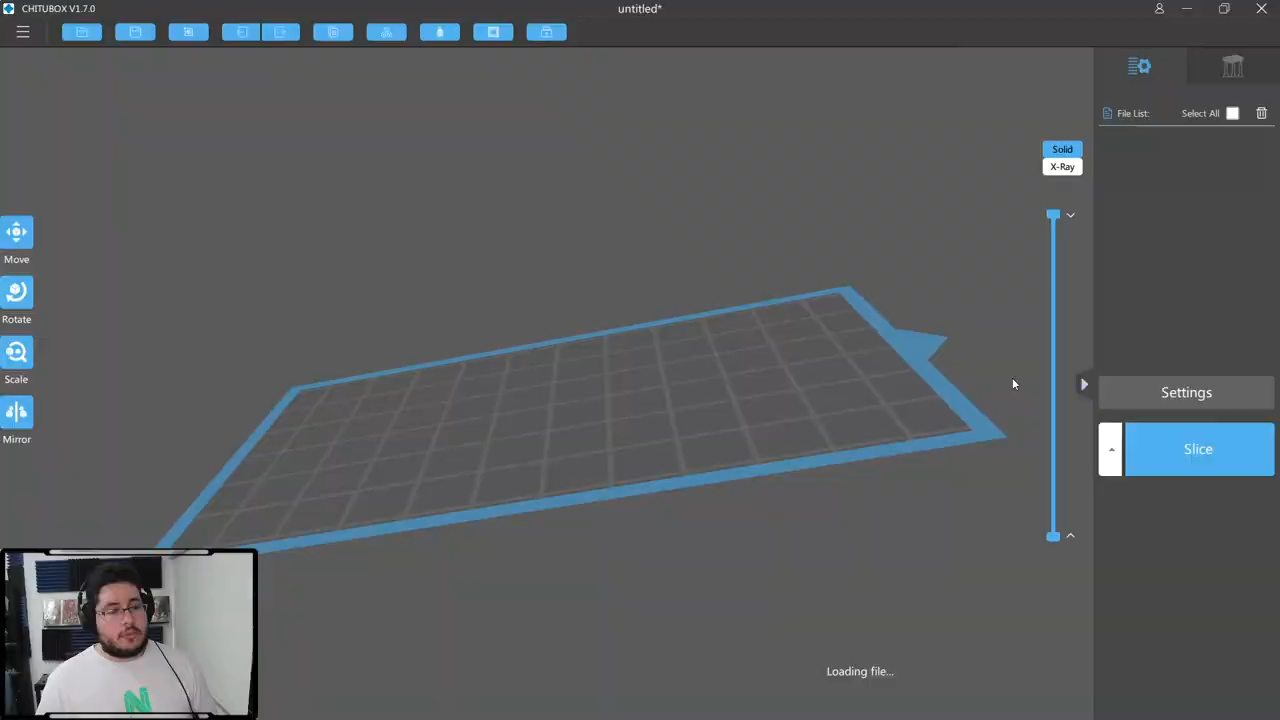 CHITUBOX V1.7.0
untitled*
File List:
Select All
Solid
X-Ray
Move
Rotate
Scale
Mirror
Settings
Slice
Loading file...
N